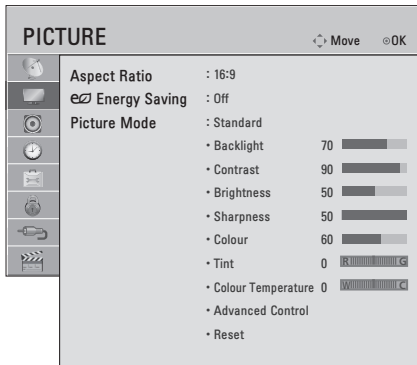 PICTURE Move OK
Aspect Ratio : 16:9
Energy Saving : Off
Picture Mode : Standard
• Backlight 70
• Contrast 90
• Brightness 50
• Sharpness 50
• Colour 60
• Tint 0 R G
• Colour Temperature 0 W C
• Advanced Control
• Reset